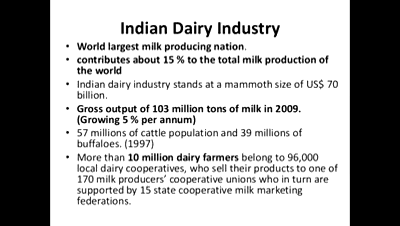 Indian Dairy Industry
• World largest milk producing nation.
• contributes about 15 % to the total milk production of
the world
• Indian dairy industry stands at a mammoth size of US$ 70
billion.
• Gross output of 103 million tons of milk in 2009.
(Growing 5 % per annum)
• 57 millions of cattle population and 39 millions of
buffaloes. (1997)
• More than 10 million dairy farmers belong to 96,000
local dairy cooperatives, who sell their products to one of
170 milk producers' cooperative unions who in turn are
supported by 15 state cooperative milk marketing
federations.